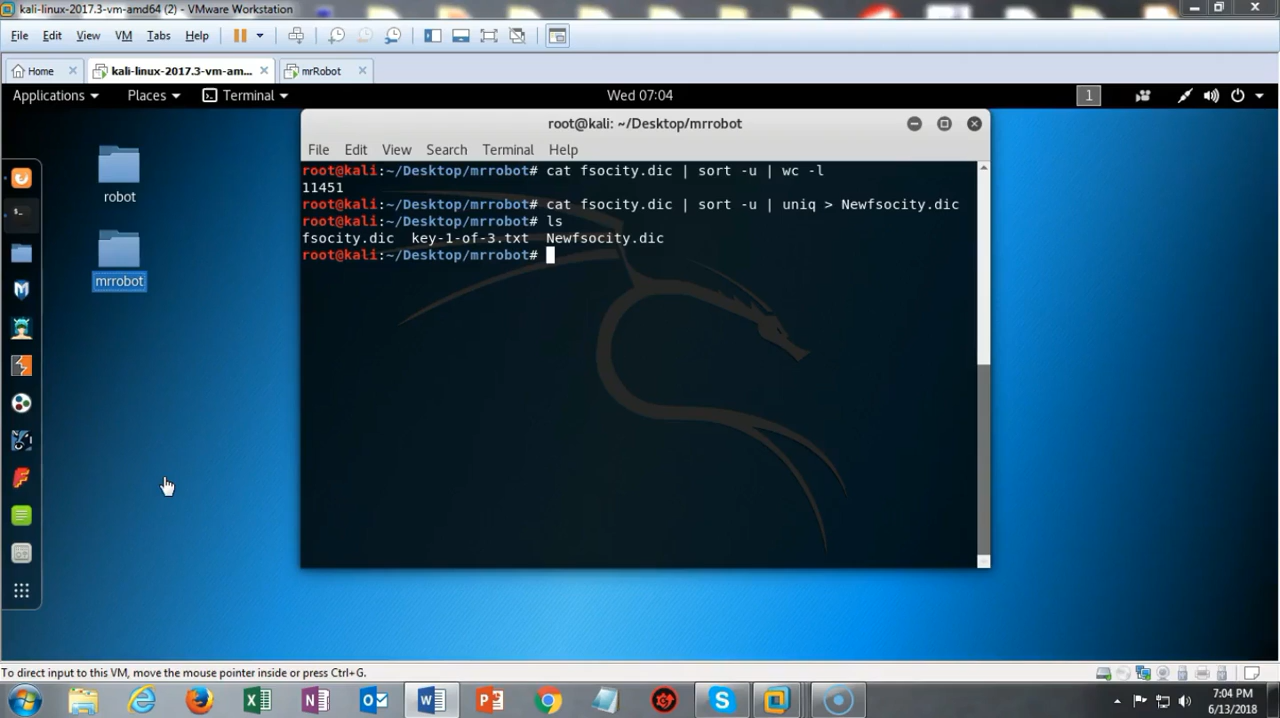 kali-linux-2017.3-vm-amd64 (2) - VMware Workstation
File Edit View VM Tabs Help
Home kali-linux-2017.3-vm-am... mrRobot
Applications Places Terminal Wed 07:04 1
robot
mrrobot
root@kali: ~/Desktop/mrrobot
File Edit View Search Terminal Help
root@kali:~/Desktop/mrrobot# cat fsocity.dic | sort -u | wc -l
11451
root@kali:~/Desktop/mrrobot# cat fsocity.dic | sort -u | uniq > Newfsocity.dic
root@kali:~/Desktop/mrrobot# ls
fsocity.dic key-1-of-3.txt Newfsocity.dic
root@kali:~/Desktop/mrrobot#
To direct input to this VM, move the mouse pointer inside or press Ctrl+G.
7:04 PM
6/13/2018